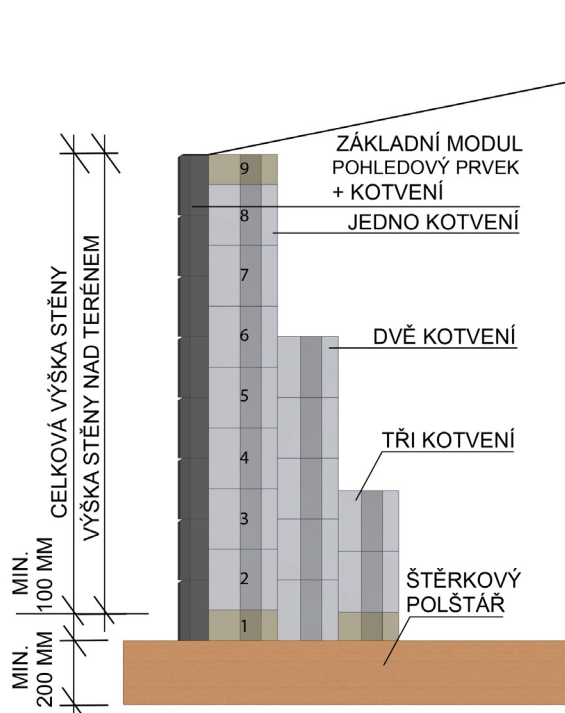 ZÁKLADNÍ MODUL
POHLEDOVÝ PRVEK
+ KOTVENÍ
JEDNO KOTVENÍ
DVĚ KOTVENÍ
TŘI KOTVENÍ
ŠTĚRKOVÝ
POLŠTÁŘ
9
8
7
6
5
4
3
2
1
CELKOVÁ VÝŠKA STĚNY
VÝŠKA STĚNY NAD TERÉNEM
MIN.
100 MM
MIN.
200 MM